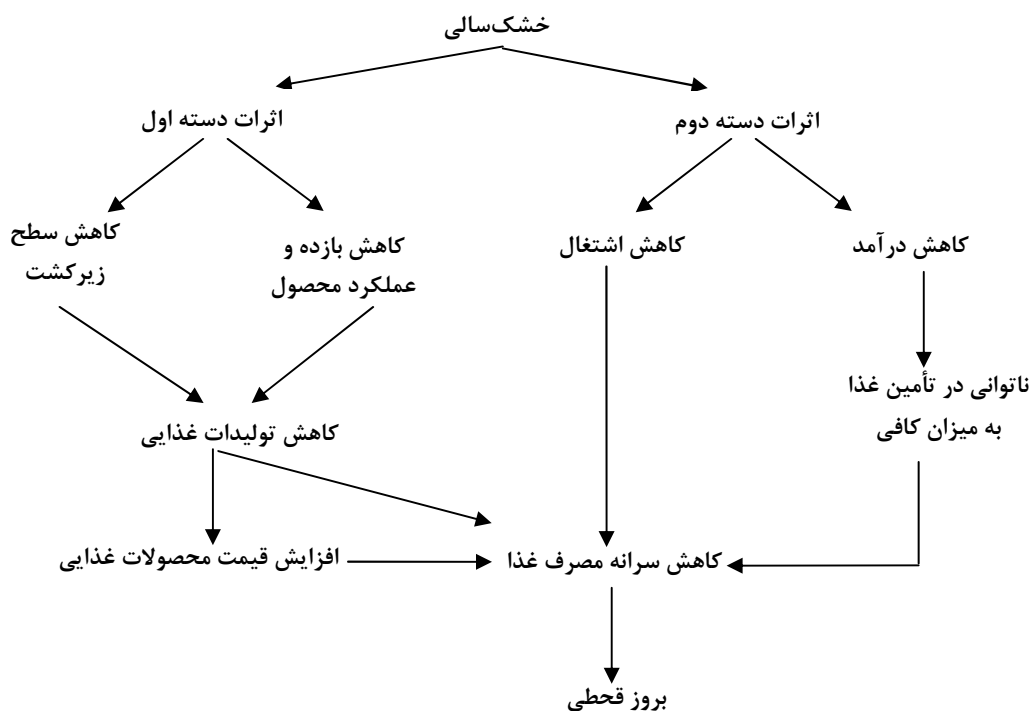 خشک‌سالی
اثرات دسته دوم
اثرات دسته اول
کاهش درآمد
کاهش اشتغال
کاهش بازده و
عملکرد محصول
کاهش سطح
زیرکشت
ناتوانی در تأمین غذا
به میزان کافی
کاهش تولیدات غذایی
کاهش سرانه مصرف غذا
افزایش قیمت محصولات غذایی
بروز قحطی